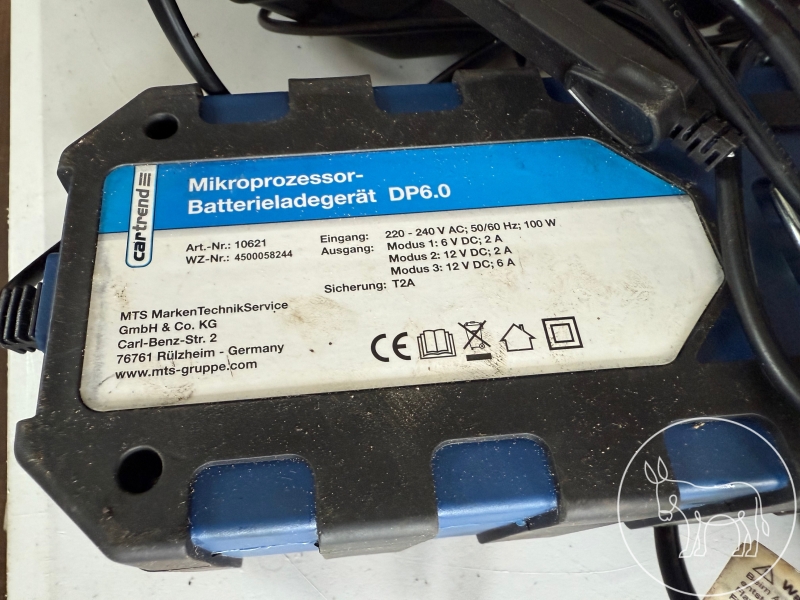 cartrend
Mikroprozessor-
Batterieladegerät DP6.0
Art.-Nr.: 10621
WZ-Nr.: 4500058244
Eingang: 220 - 240 V AC; 50/60 Hz; 100 W
Ausgang: Modus 1: 6 V DC; 2 A
Modus 2: 12 V DC; 2 A
Modus 3: 12 V DC; 6 A
Sicherung: T2A
MTS MarkenTechnikService
GmbH & Co. KG
Carl-Benz-Str. 2
76761 Rülzheim - Germany
www.mts-gruppe.com
CE